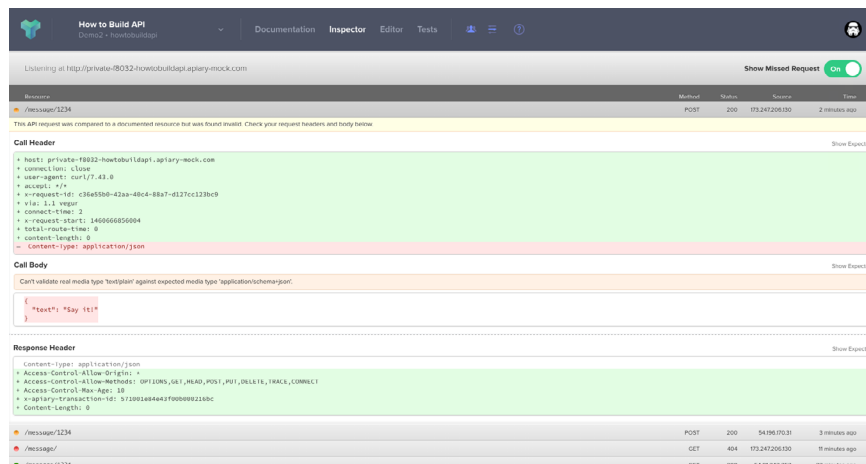 How to Build API
Demo2 • howtobuildapi
Documentation Inspector Editor Tests
Listening at http://private-f8032-howtobuildapi.apiary-mock.com
Show Missed Request On
Resource Method Status Source Time
/message/1234 POST 200 173.247.206.130 2 minutes ago
This API request was compared to a documented resource but was found invalid. Check your request headers and body below.
Call Header Show Expect
+ host: private-f8032-howtobuildapi.apiary-mock.com
+ connection: close
+ user-agent: curl/7.43.0
+ accept: */*
+ x-request-id: c36e55b0-42aa-40c4-88a7-d127cc123bc9
+ via: 1.1 vegur
+ connect-time: 2
+ x-request-start: 1460666856004
+ total-route-time: 0
+ content-length: 0
– Content-Type: application/json
Call Body Show Expect
Can't validate real media type 'text/plain' against expected media type 'application/schema+json'.
{
"text": "Say it!"
}
Response Header Show Expect
Content-Type: application/json
+ Access-Control-Allow-Origin: *
+ Access-Control-Allow-Methods: OPTIONS,GET,HEAD,POST,PUT,DELETE,TRACE,CONNECT
+ Access-Control-Max-Age: 10
+ x-apiary-transaction-id: 571001e84e43f00b000216bc
+ Content-Length: 0
/message/1234 POST 200 54.196.170.31 3 minutes ago
/message/ GET 404 173.247.206.130 11 minutes ago